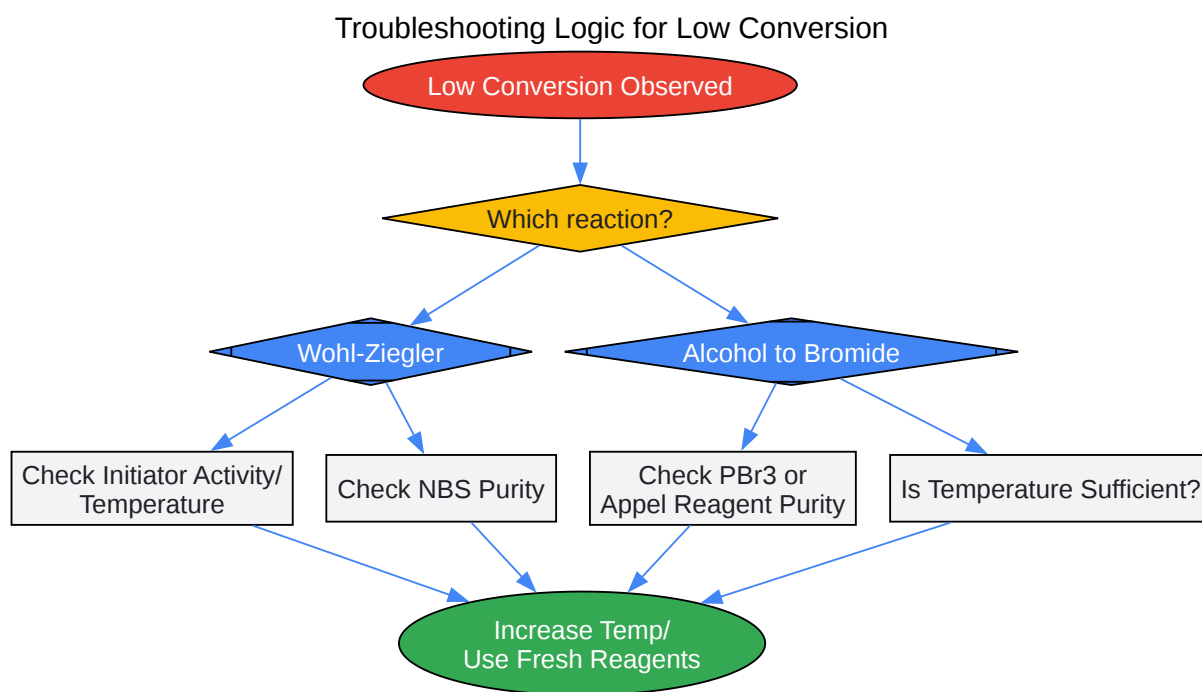 Troubleshooting Logic for Low Conversion
Low Conversion Observed
Which reaction?
Wohl-Ziegler
Alcohol to Bromide
Check Initiator Activity/
Temperature
Check NBS Purity
Check PBr3 or
Appel Reagent Purity
Is Temperature Sufficient?
Increase Temp/
Use Fresh Reagents